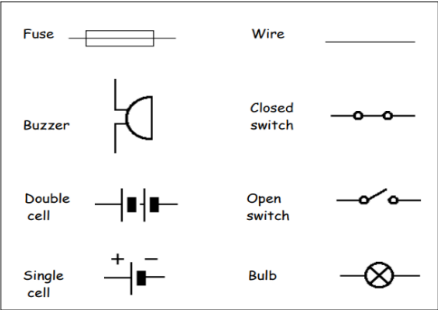 Fuse
Wire
Buzzer
Closed
switch
Double
cell
Open
switch
+ −
Single
cell
Bulb